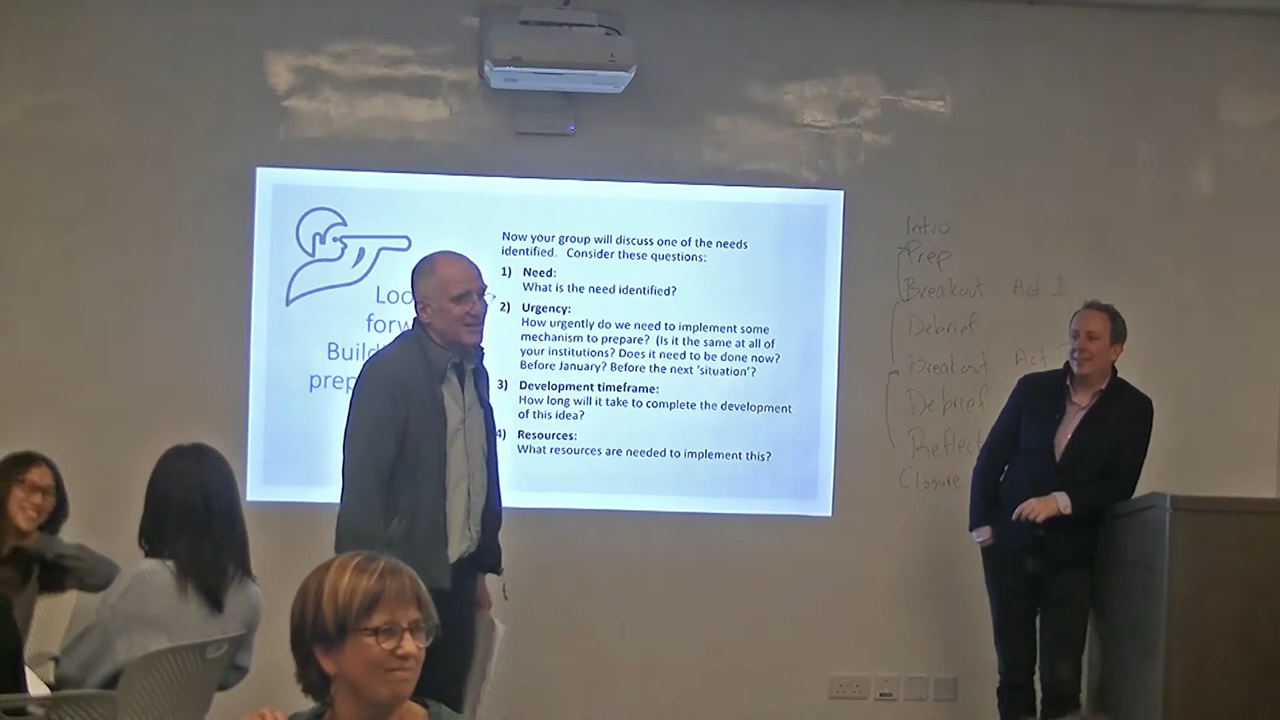 Now your group will discuss one of the needs
identified. Consider these questions:
1) Need:
What is the need identified?
2) Urgency:
How urgently do we need to implement some
mechanism to prepare? (Is it the same at all of
your institutions? Does it need to be done now?
Before January? Before the next 'situation'?
3) Development timeframe:
How long will it take to complete the development
of this idea?
4) Resources:
What resources are needed to implement this?
Intro
Prep
Breakout Act 1
Debrief
Breakout Act
Debrief
Reflect
Closure